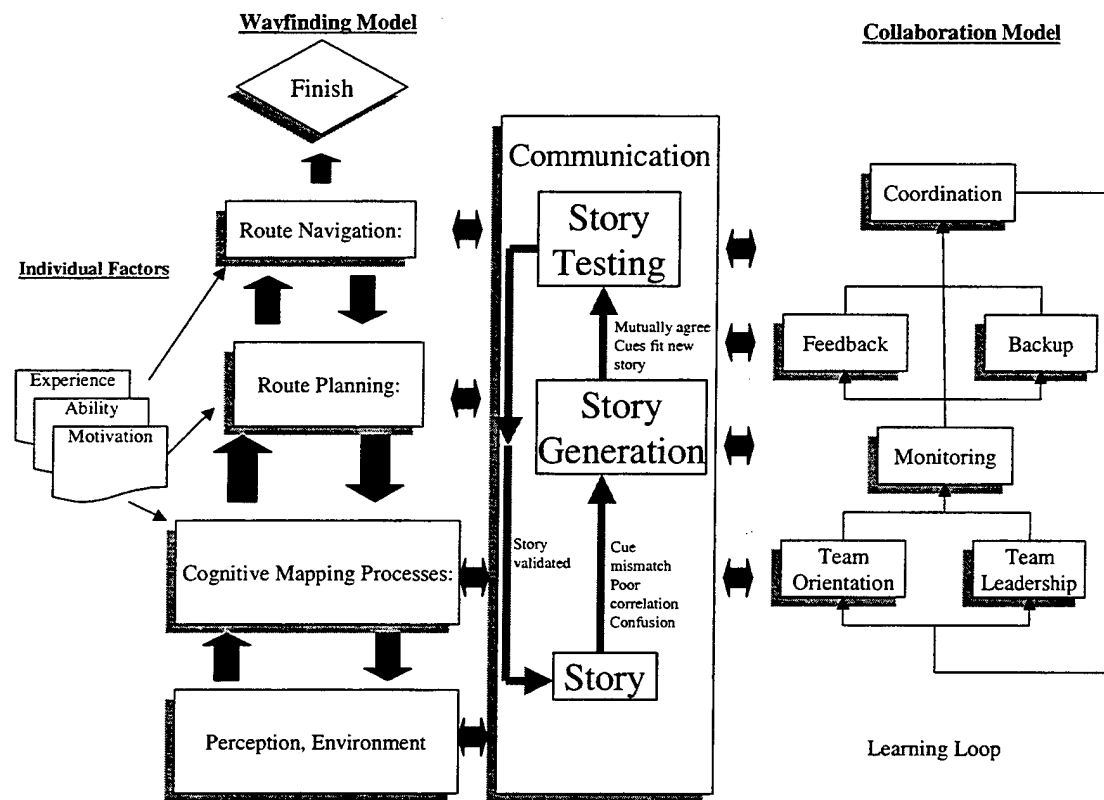 Wayfinding Model
Finish
Route Navigation:
Individual Factors
Route Planning:
Experience
Ability
Motivation
Cognitive Mapping Processes:
Perception, Environment
Communication
Story
Testing
Mutually agree
Cues fit new
story
Story
Generation
Story
validated
Cue
mismatch
Poor
correlation
Confusion
Story
Collaboration Model
Coordination
Feedback
Backup
Monitoring
Team
Orientation
Team
Leadership
Learning Loop